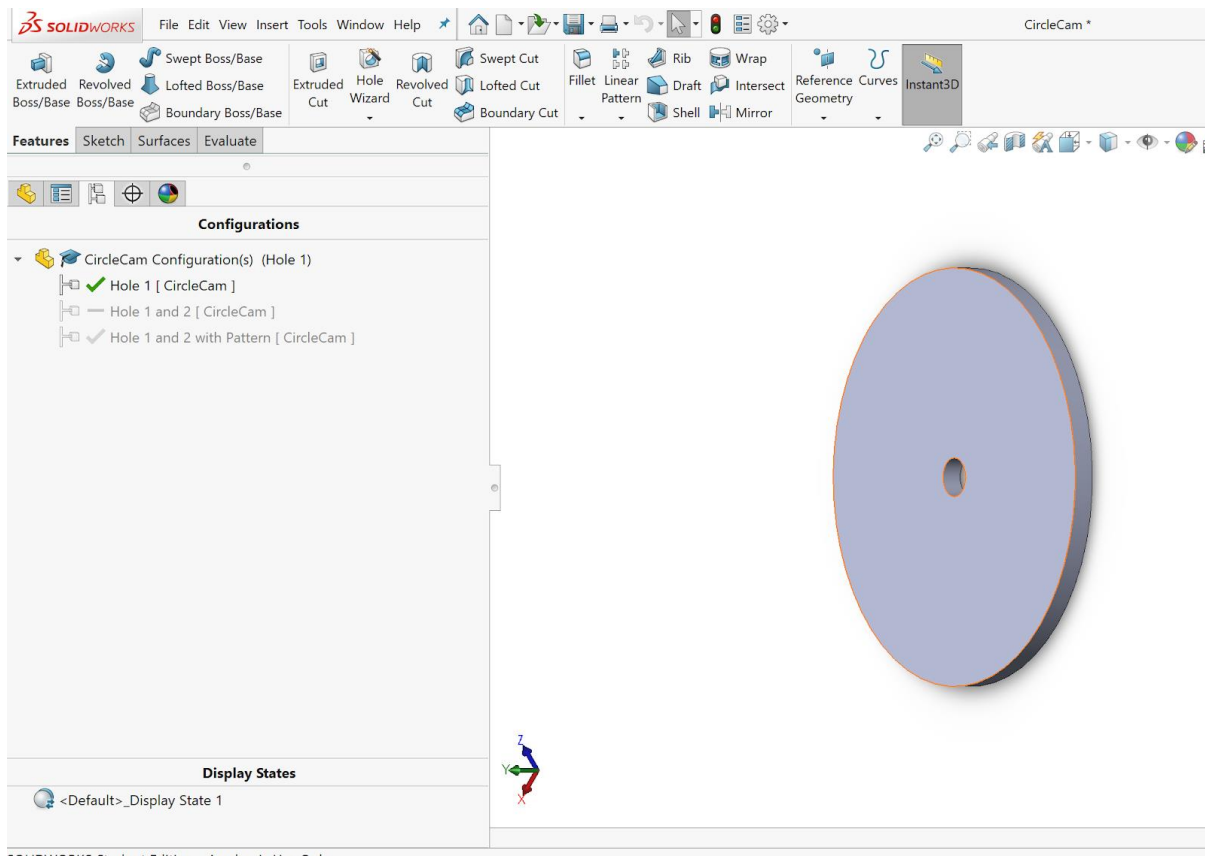 SOLIDWORKS File Edit View Insert Tools Window Help CircleCam *
Extruded Boss/Base
Revolved Boss/Base
Swept Boss/Base
Lofted Boss/Base
Boundary Boss/Base
Extruded Cut
Hole Wizard
Revolved Cut
Swept Cut
Lofted Cut
Boundary Cut
Fillet
Linear Pattern
Rib
Draft
Shell
Wrap
Intersect
Mirror
Reference Geometry
Curves
Instant3D
Features Sketch Surfaces Evaluate
Configurations
CircleCam Configuration(s) (Hole 1)
Hole 1 [ CircleCam ]
Hole 1 and 2 [ CircleCam ]
Hole 1 and 2 with Pattern [ CircleCam ]
Z
Y
X
Display States
<Default>_Display State 1